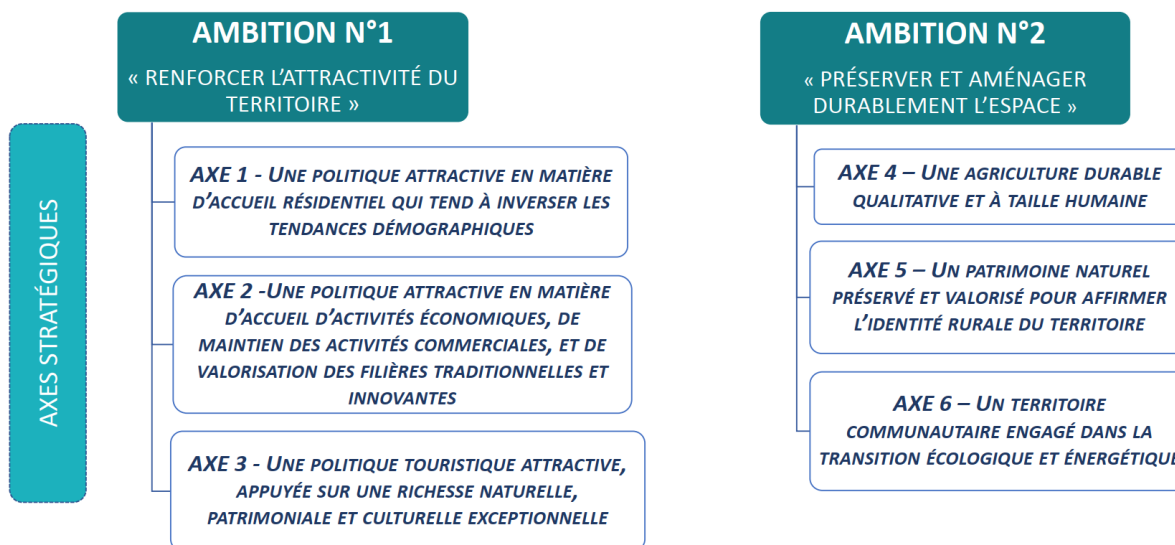 AMBITION N°1
« RENFORCER L’ATTRACTIVITÉ DU
TERRITOIRE »
AXES STRATÉGIQUES
AXE 1 - UNE POLITIQUE ATTRACTIVE EN MATIÈRE
D’ACCUEIL RÉSIDENTIEL QUI TEND À INVERSER LES
TENDANCES DÉMOGRAPHIQUES
AXE 2 -UNE POLITIQUE ATTRACTIVE EN MATIÈRE
D’ACCUEIL D’ACTIVITÉS ÉCONOMIQUES, DE
MAINTIEN DES ACTIVITÉS COMMERCIALES, ET DE
VALORISATION DES FILIÈRES TRADITIONNELLES ET
INNOVANTES
AXE 3 - UNE POLITIQUE TOURISTIQUE ATTRACTIVE,
APPUYÉE SUR UNE RICHESSE NATURELLE,
PATRIMONIALE ET CULTURELLE EXCEPTIONNELLE
AMBITION N°2
« PRÉSERVER ET AMÉNAGER
DURABLEMENT L’ESPACE »
AXE 4 – UNE AGRICULTURE DURABLE
QUALITATIVE ET À TAILLE HUMAINE
AXE 5 – UN PATRIMOINE NATUREL
PRÉSERVÉ ET VALORISÉ POUR AFFIRMER
L’IDENTITÉ RURALE DU TERRITOIRE
AXE 6 – UN TERRITOIRE
COMMUNAUTAIRE ENGAGÉ DANS LA
TRANSITION ÉCOLOGIQUE ET ÉNERGÉTIQUE